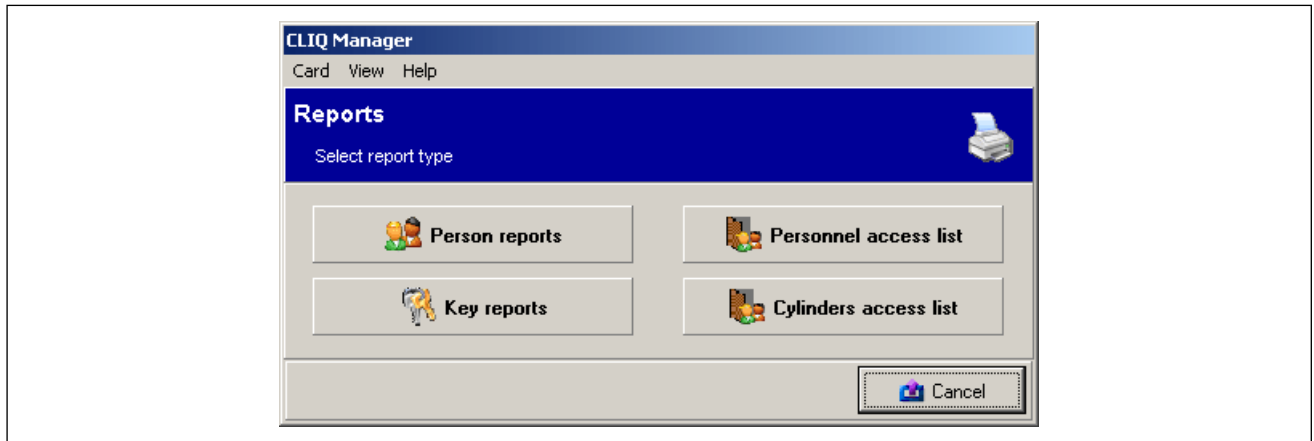 CLIQ Manager
Card View Help
Reports
Select report type
Person reports
Personnel access list
Key reports
Cylinders access list
Cancel